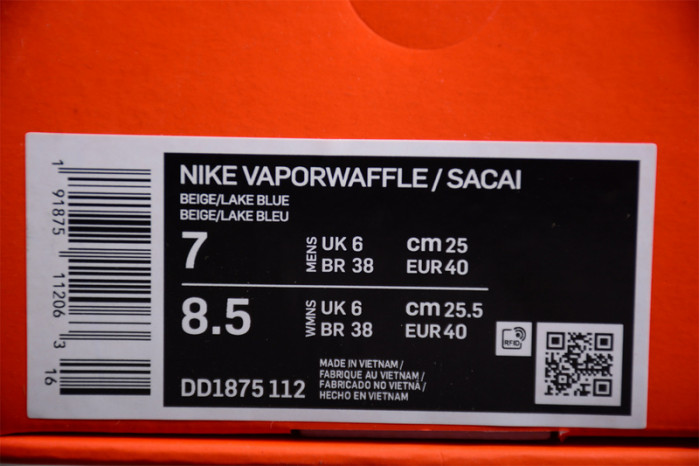 NIKE VAPORWAFFLE / SACAI
BEIGE/LAKE BLUE
BEIGE/LAKE BLEU
7 MENS UK 6 cm 25
BR 38 EUR 40
8.5 WMNS UK 6 cm 25.5
BR 38 EUR 40
RFID
MADE IN VIETNAM /
FABRIQUE AU VIETNAM /
FABRICADO NO VIETNÃ /
HECHO EN VIETNAM
DD1875 112
1 91875 11206 3
16